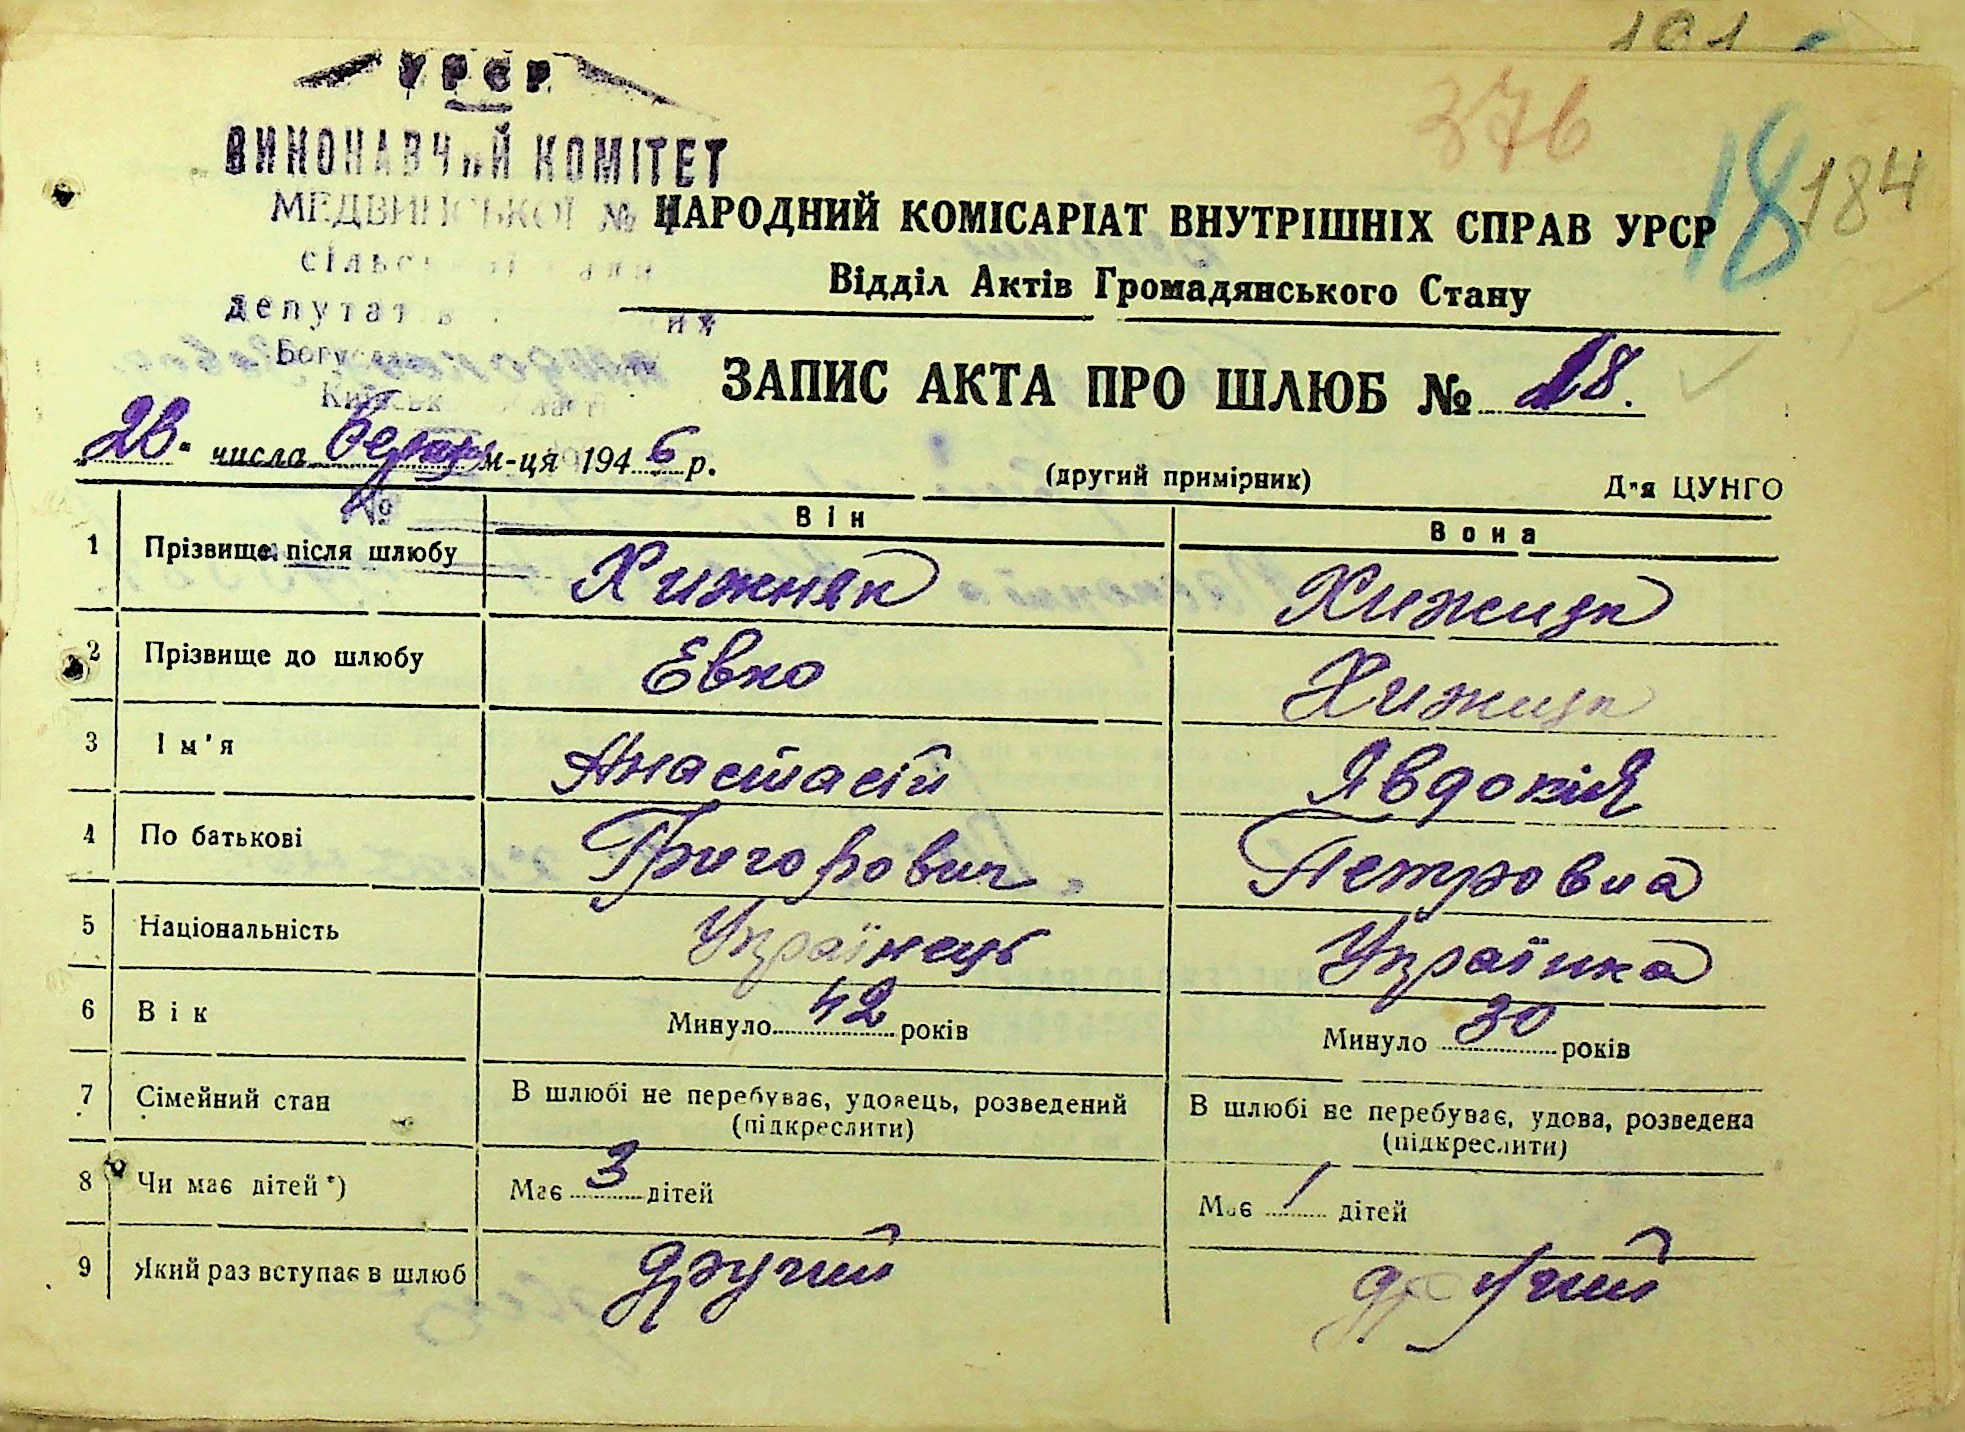 191
УРСР
376
ВИКОНАВЧИЙ КОМІТЕТ
18
184
МЕДВИНСЬКОЇ №
НАРОДНИЙ КОМІСАРІАТ ВНУТРІШНІХ СПРАВ УРСР
Відділ Актів Громадянського Стану
ЗАПИС АКТА ПРО ШЛЮБ № 18.
числа м-ця 1946 р.
(другий примірник)
Д-я ЦУНГО
№
Він
Вона
1 Прізвище після шлюбу Хижняк Хижняк
2 Прізвище до шлюбу Евко Хижняк
3 Ім'я Анастасій Явдокія
4 По батькові Григорович Петровна
5 Національність Українець Українка
6 Вік Минуло 42 років Минуло 30 років
7 Сімейний стан В шлюбі не перебуває, удовець, розведений (підкреслити) В шлюбі не перебуває, удова, розведена (підкреслити)
8 Чи має дітей*) Має 3 дітей Має 1 дітей
9 Який раз вступає в шлюб другий другий